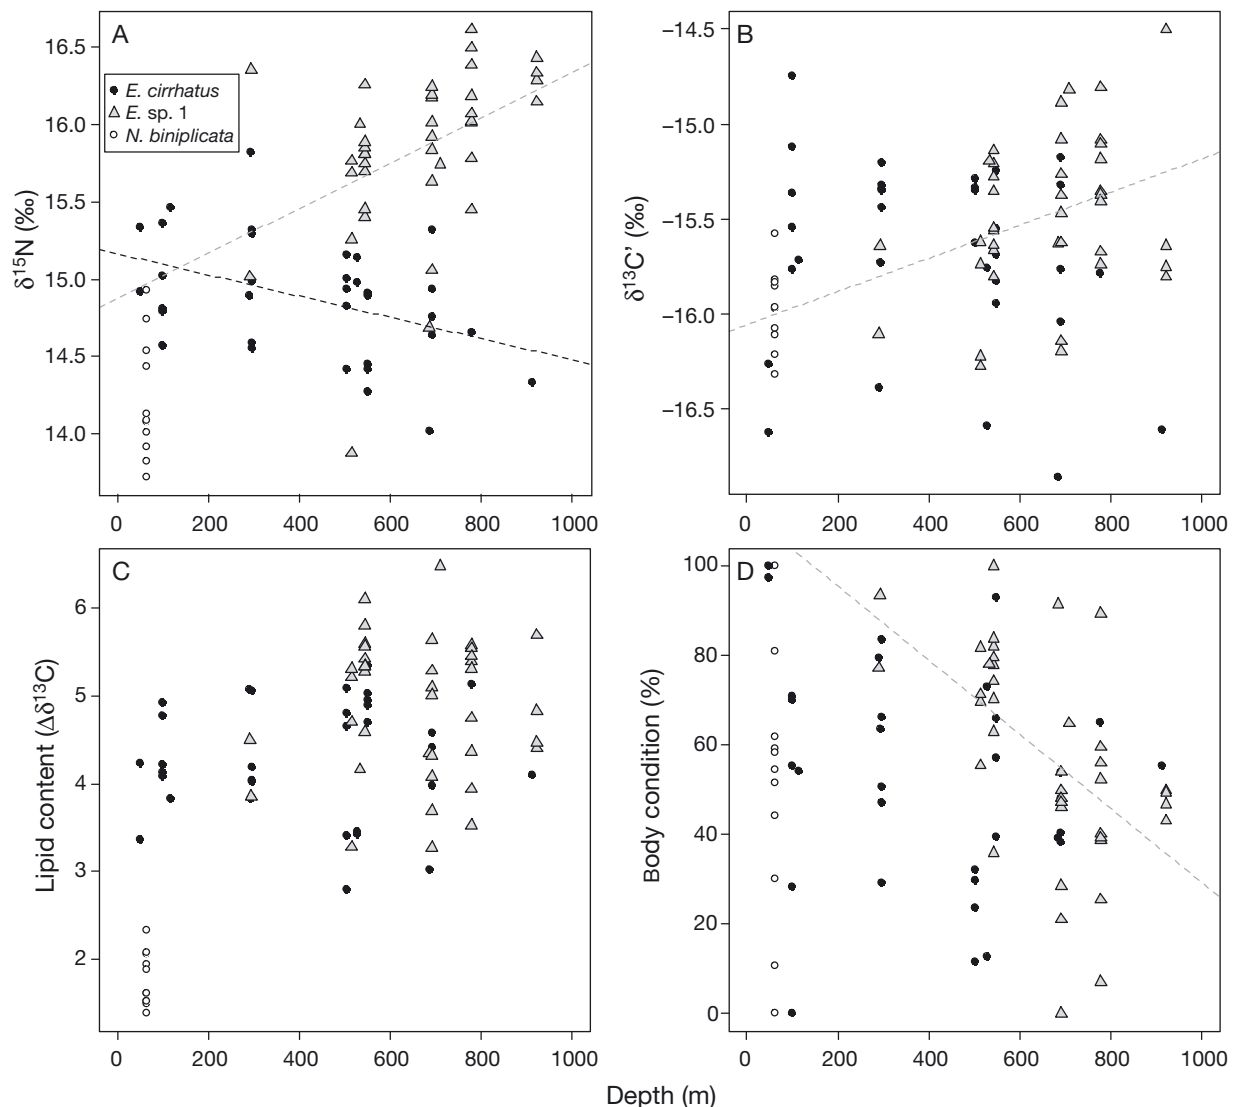 A
16.5
16.0
15.5
15.0
14.5
14.0
δ¹⁵N (‰)
E. cirrhatus
E. sp. 1
N. biniplicata
0 200 400 600 800 1000
B
−14.5
−15.0
−15.5
−16.0
−16.5
δ¹³C’ (‰)
0 200 400 600 800 1000
C
6
5
4
3
2
Lipid content (Δδ¹³C)
0 200 400 600 800 1000
D
100
80
60
40
20
0
Body condition (%)
0 200 400 600 800 1000
Depth (m)